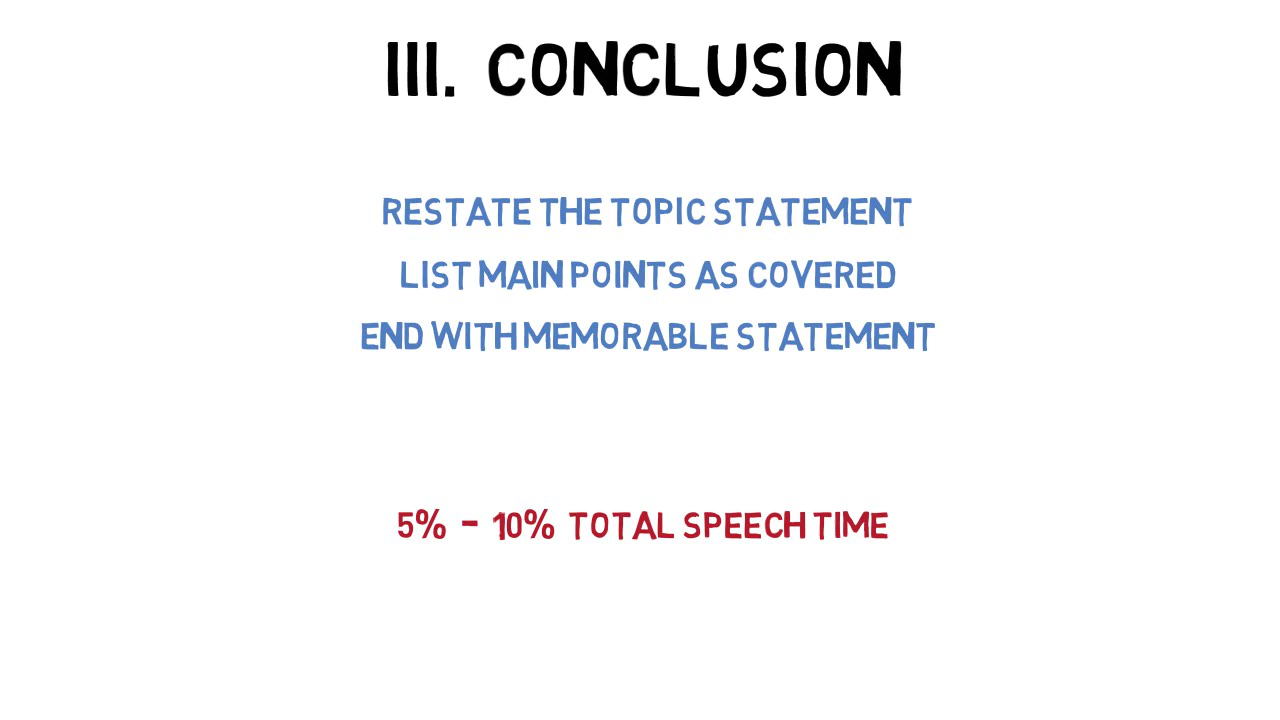 III. CONCLUSION
RESTATE THE TOPIC STATEMENT
LIST MAIN POINTS AS COVERED
END WITH MEMORABLE STATEMENT
5% - 10% TOTAL SPEECH TIME